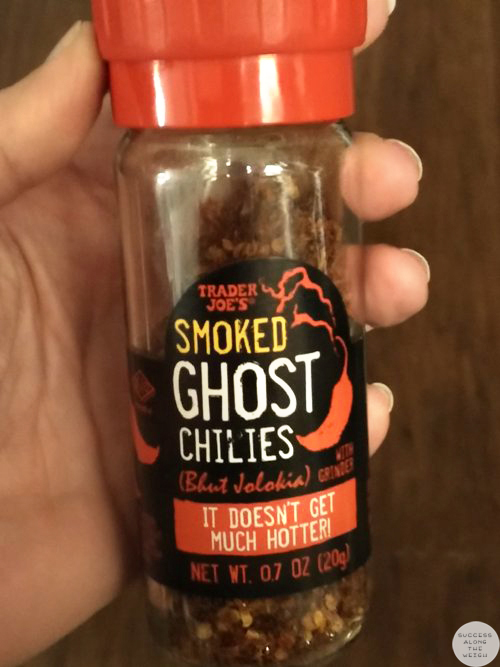 TRADER
JOE'S®
SMOKED
GHOST
CHILIES
(Bhut Jolokia)
WITH
GRINDER
IT DOESN'T GET
MUCH HOTTER!
NET WT. 0.7 OZ (20g)
SUCCESS
ALONG
THE
WEIGH